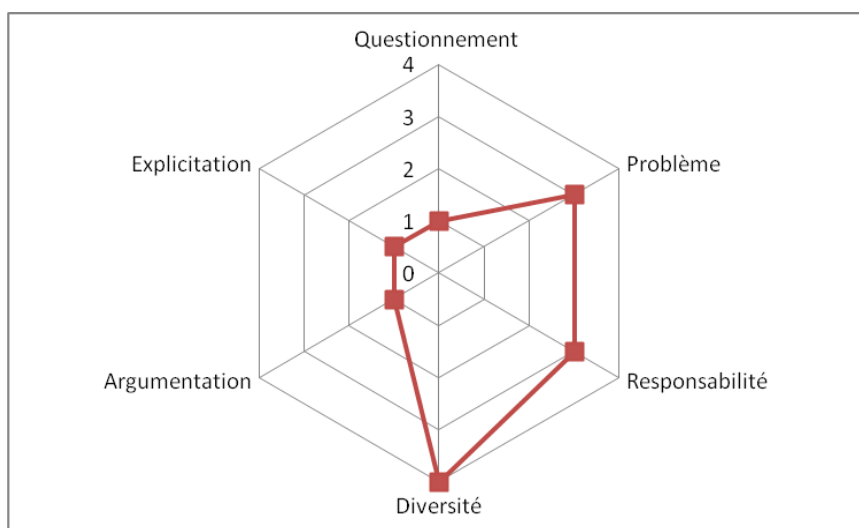 Questionnement
4
3
Explicitation
Problème
2
1
0
Argumentation
Responsabilité
Diversité